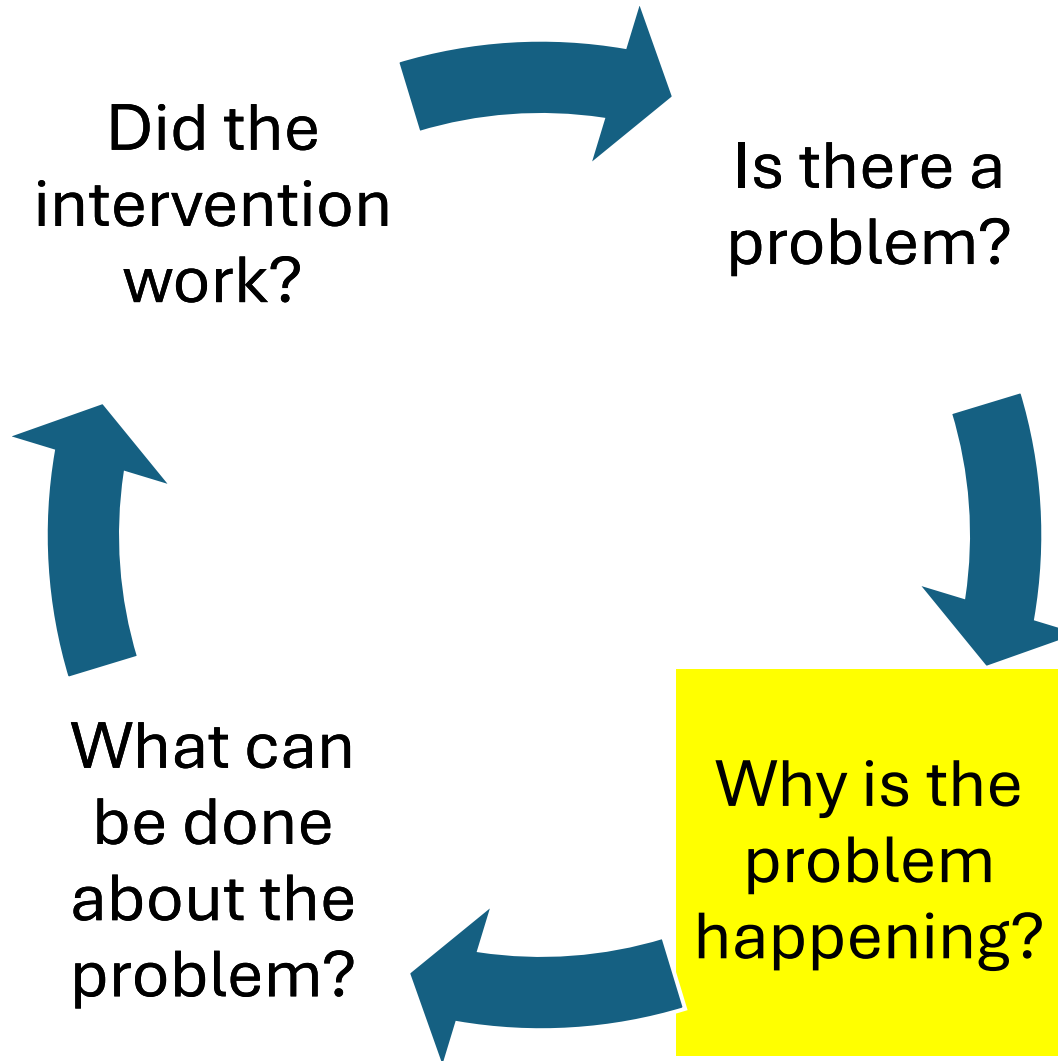 Did the
intervention
work?
Is there a
problem?
Why is the
problem
happening?
What can
be done
about the
problem?